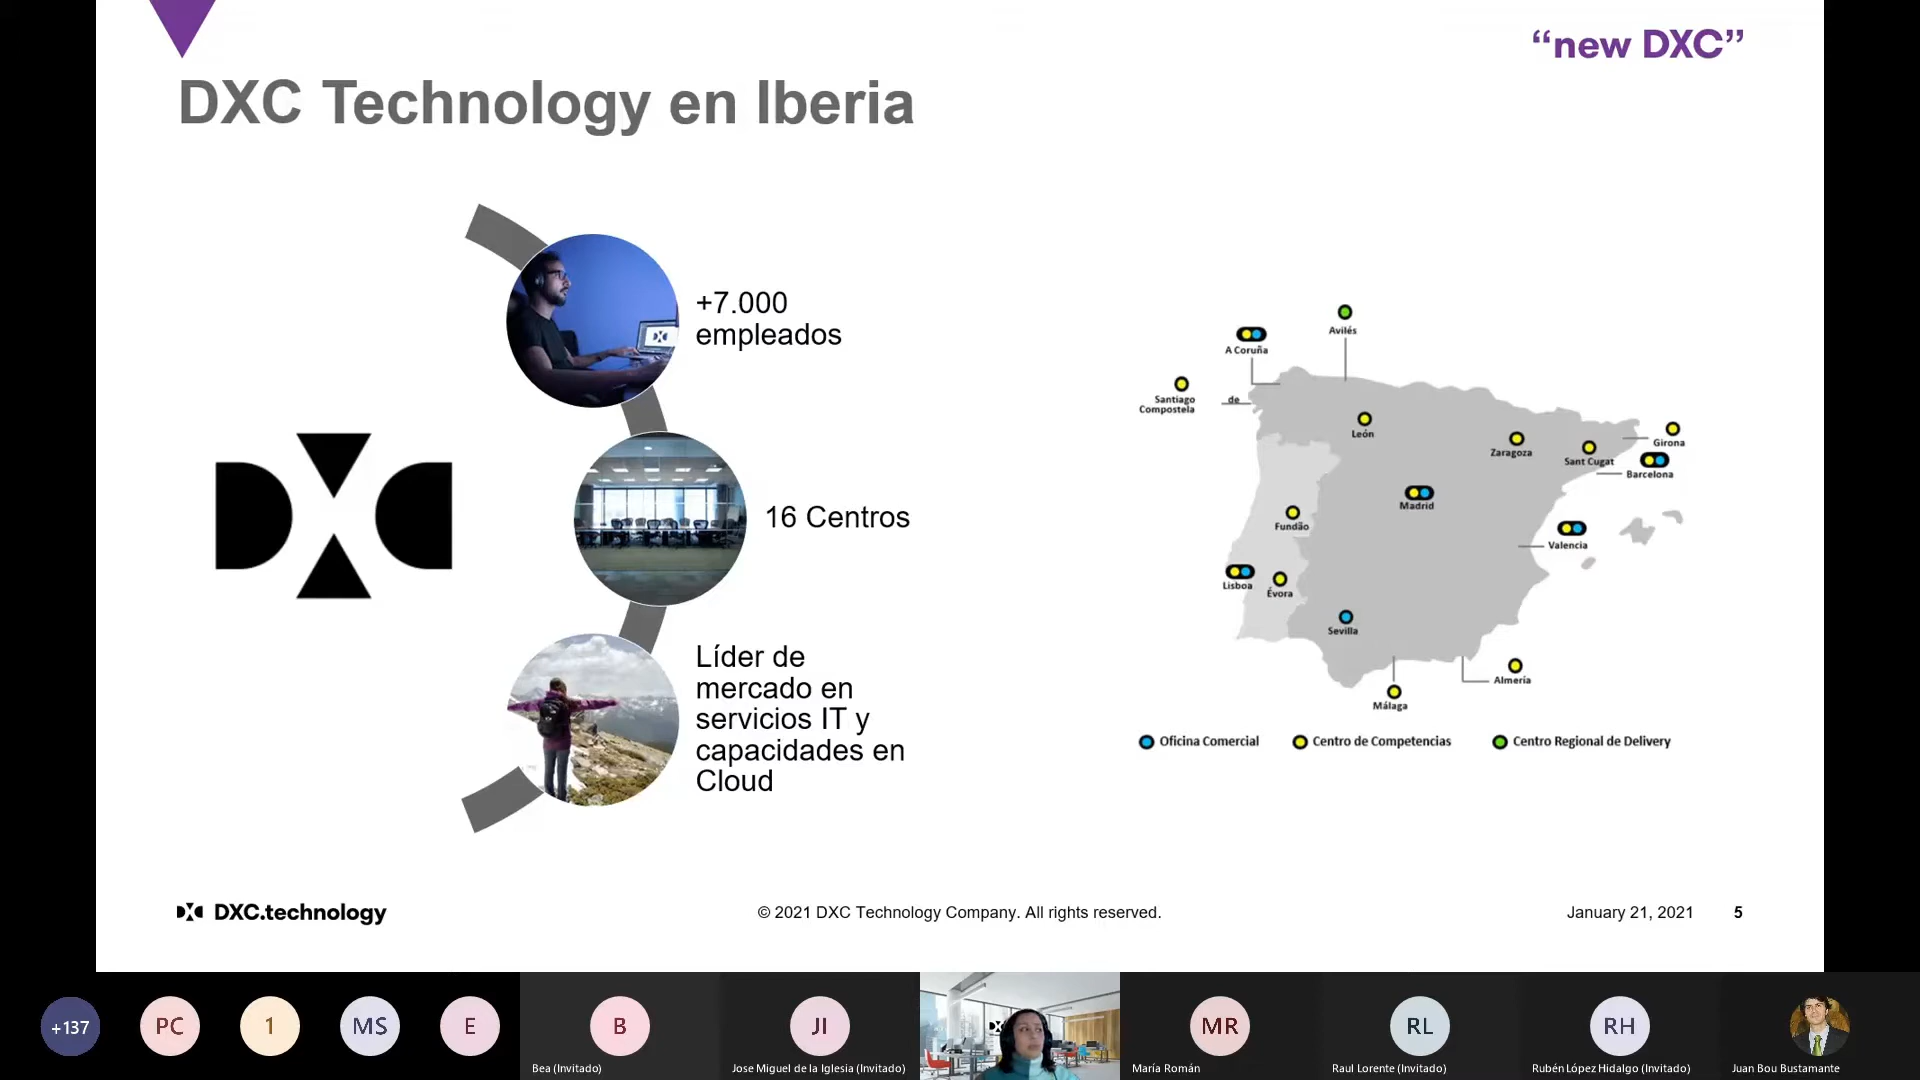 “new DXC”
DXC Technology en Iberia
+7.000
empleados
16 Centros
Líder de
mercado en
servicios IT y
capacidades en
Cloud
Avilés
A Coruña
Santiago de
Compostela
León
Zaragoza
Sant Cugat
Girona
Barcelona
Madrid
Fundão
Valencia
Lisboa
Évora
Sevilla
Almería
Málaga
Oficina Comercial
Centro de Competencias
Centro Regional de Delivery
DXC.technology
© 2021 DXC Technology Company. All rights reserved.
January 21, 2021
5
+137
PC
1
MS
E
B
Bea (Invitado)
JI
Jose Miguel de la Iglesia (Invitado)
MR
María Román
RL
Raul Lorente (Invitado)
RH
Rubén López Hidalgo (Invitado)
Juan Bou Bustamante